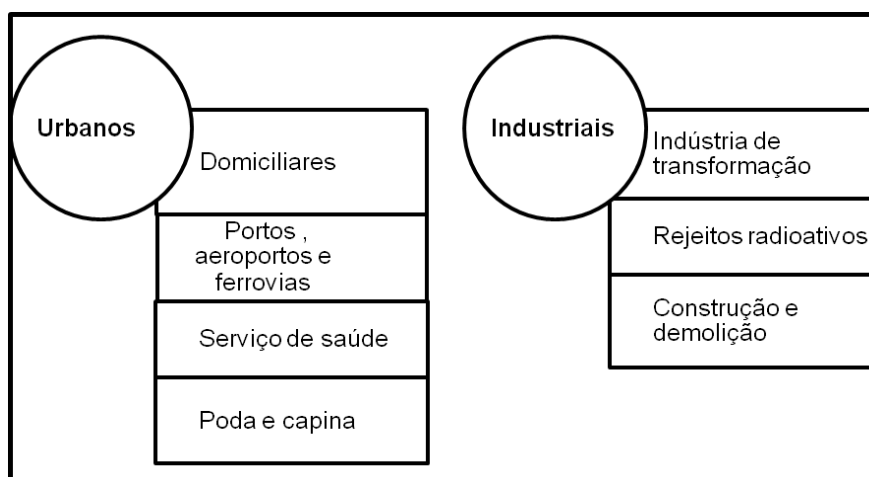 Urbanos
Domiciliares
Portos ,
aeroportos e
ferrovias
Serviço de saúde
Poda e capina
Industriais
Indústria de
transformação
Rejeitos radioativos
Construção e
demolição